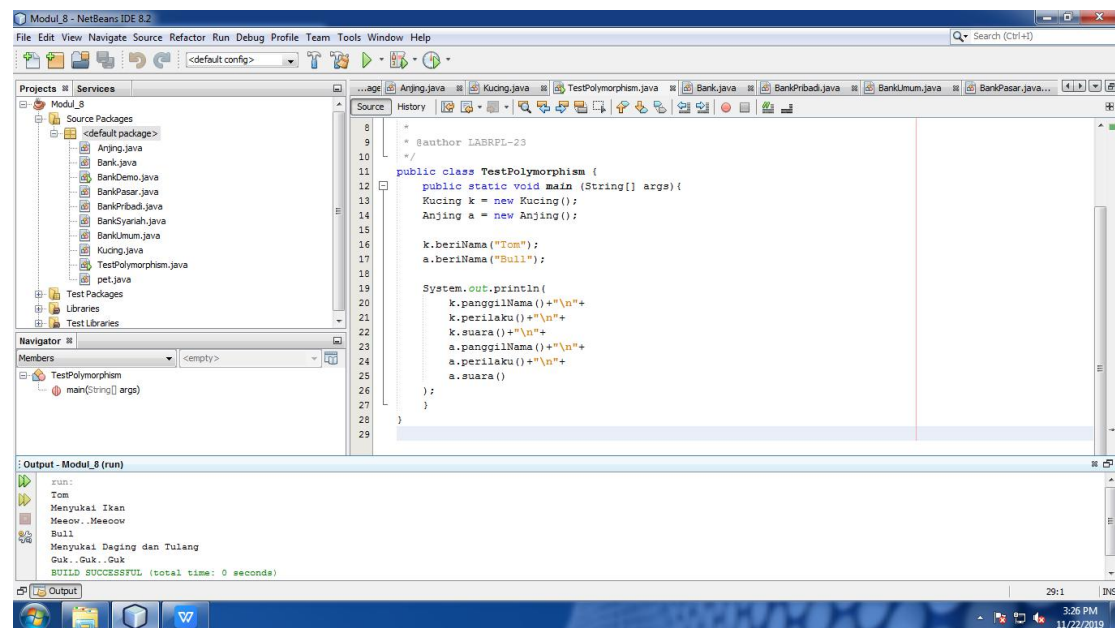 Modul_8 - NetBeans IDE 8.2
File Edit View Navigate Source Refactor Run Debug Profile Team Tools Window Help
Search (Ctrl+I)
<default config>
Projects Services
Modul_8
Source Packages
<default package>
Anjing.java
Bank.java
BankDemo.java
BankPasar.java
BankPribadi.java
BankSyariah.java
BankUmum.java
Kucing.java
TestPolymorphism.java
pet.java
Test Packages
Libraries
Test Libraries
Navigator
Members <empty>
TestPolymorphism
main(String[] args)
...age Anjing.java Kucing.java TestPolymorphism.java Bank.java BankPribadi.java BankUmum.java BankPasar.java...
Source History
8 *
9 * @author LABRPL-23
10 */
11 public class TestPolymorphism {
12 public static void main (String[] args){
13 Kucing k = new Kucing();
14 Anjing a = new Anjing();
15
16 k.beriNama("Tom");
17 a.beriNama("Bull");
18
19 System.out.println(
20 k.panggilNama()+"\n"+
21 k.perilaku()+"\n"+
22 k.suara()+"\n"+
23 a.panggilNama()+"\n"+
24 a.perilaku()+"\n"+
25 a.suara()
26 );
27 }
28 }
29
Output - Modul_8 (run)
run:
Tom
Menyukai Ikan
Meeow..Meeoow
Bull
Menyukai Daging dan Tulang
Guk..Guk..Guk
BUILD SUCCESSFUL (total time: 0 seconds)
Output
29:1 INS
3:26 PM
11/22/2019